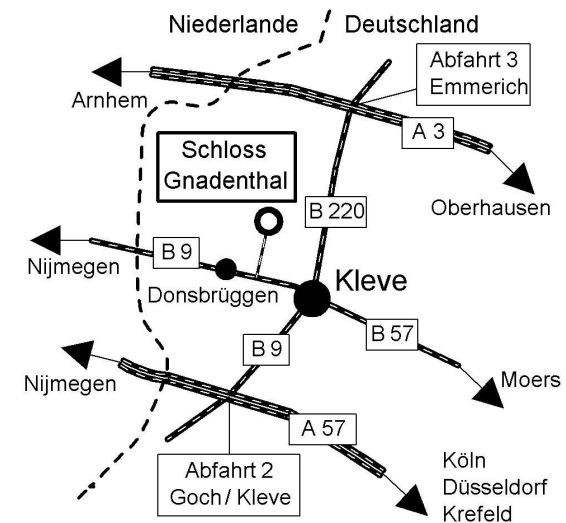 Niederlande
Deutschland
Abfahrt 3
Emmerich
Arnhem
A 3
Schloss
Gnadenthal
B 220
Oberhausen
B 9
Nijmegen
Donsbrüggen
Kleve
B 9
B 57
Nijmegen
Moers
A 57
Abfahrt 2
Goch / Kleve
Köln
Düsseldorf
Krefeld